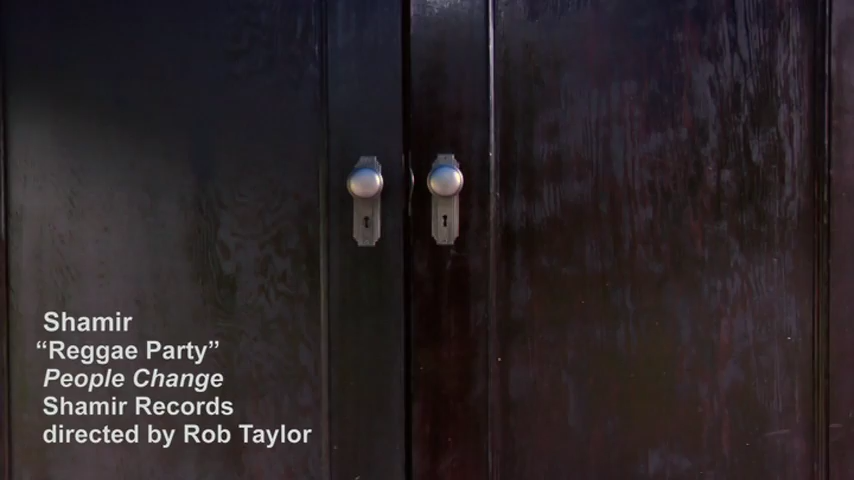 Shamir
“Reggae Party”
People Change
Shamir Records
directed by Rob Taylor